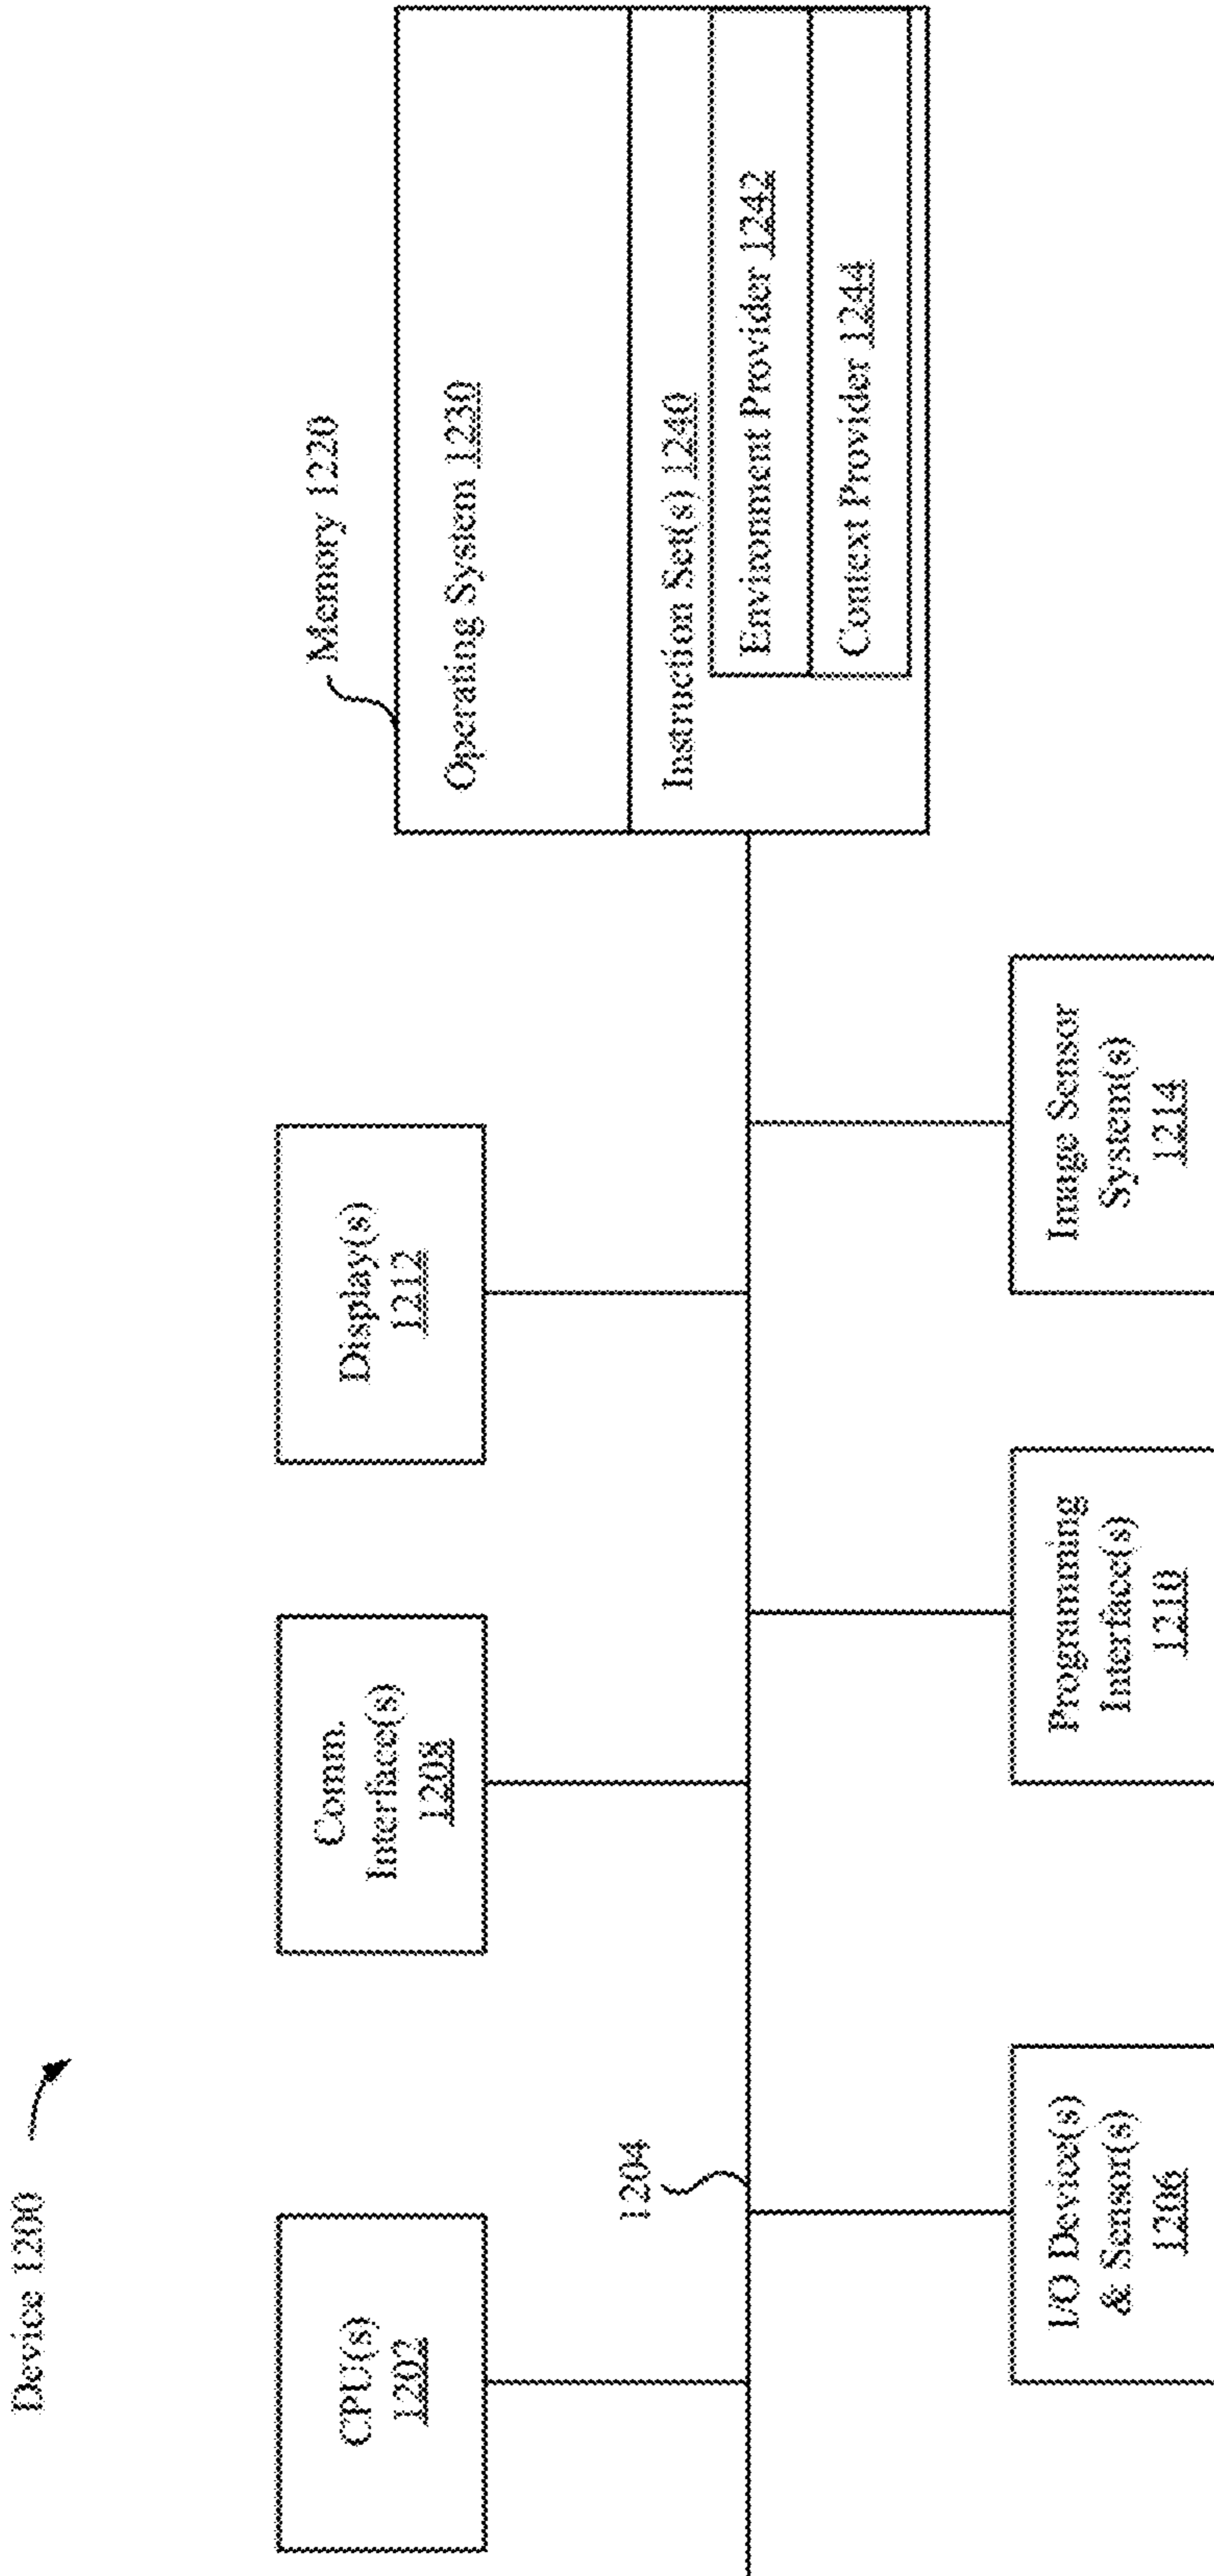 Device 1200
CPU(s)
1202
Comm.
Interface(s)
1208
Display(s)
1212
Memory 1220
Operating System 1230
Instruction Set(s) 1240
Environment Provider 1242
Context Provider 1244
1204
I/O Device(s)
& Sensor(s)
1206
Programming
Interface(s)
1210
Image Sensor
System(s)
1214